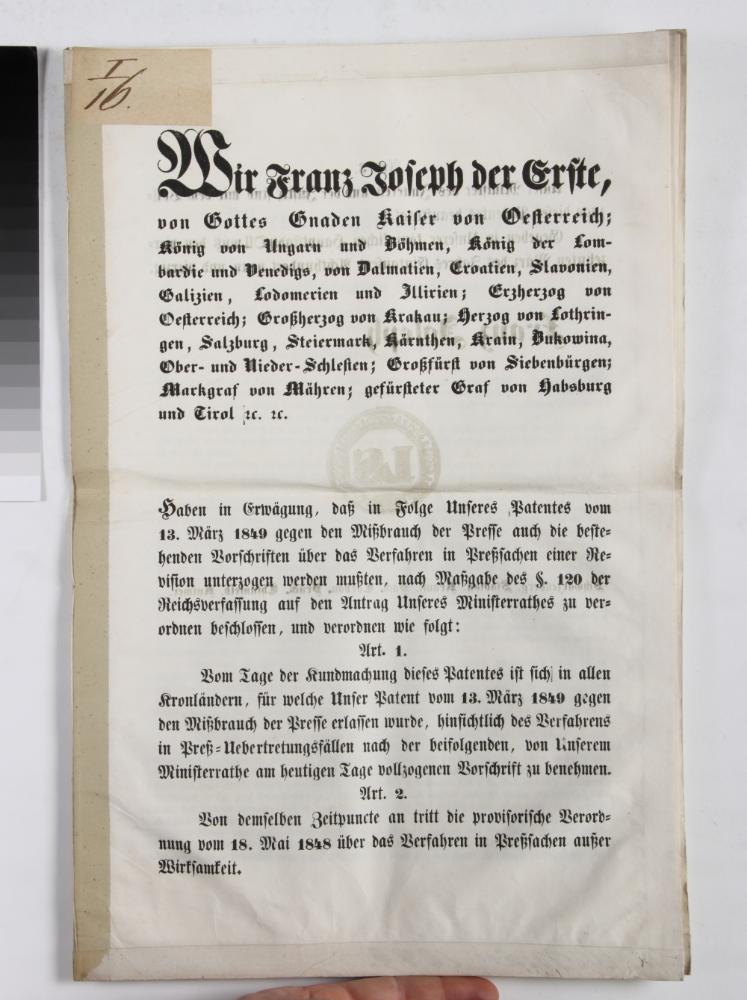 I
16.
Wir Franz Joseph der Erste,
von Gottes Gnaden Kaiser von Oesterreich;
König von Ungarn und Böhmen, König der Lom-
bardie und Venedigs, von Dalmatien, Croatien, Slavonien,
Galizien, Lodomerien und Illirien; Erzherzog von
Oesterreich; Großherzog von Krakau; Herzog von Lothrin-
gen, Salzburg, Steiermark, Kärnthen, Krain, Bukowina,
Ober- und Nieder-Schlesien; Großfürst von Siebenbürgen;
Markgraf von Mähren; gefürsteter Graf von Habsburg
und Tirol ꝛc. ꝛc.
Haben in Erwägung, daß in Folge Unseres Patentes vom
13. März 1849 gegen den Mißbrauch der Presse auch die beste-
henden Vorschriften über das Verfahren in Preßsachen einer Re-
vision unterzogen werden mußten, nach Maßgabe des §. 120 der
Reichsverfassung auf den Antrag Unseres Ministerrathes zu ver-
ordnen beschlossen, und verordnen wie folgt:
Art. 1.
Vom Tage der Kundmachung dieses Patentes ist sich in allen
Kronländern, für welche Unser Patent vom 13. März 1849 gegen
den Mißbrauch der Presse erlassen wurde, hinsichtlich des Verfahrens
in Preß-Uebertretungsfällen nach der beifolgenden, von Unserem
Ministerrathe am heutigen Tage vollzogenen Vorschrift zu benehmen.
Art. 2.
Von demselben Zeitpuncte an tritt die provisorische Verord-
nung vom 18. Mai 1848 über das Verfahren in Preßsachen außer
Wirksamkeit.